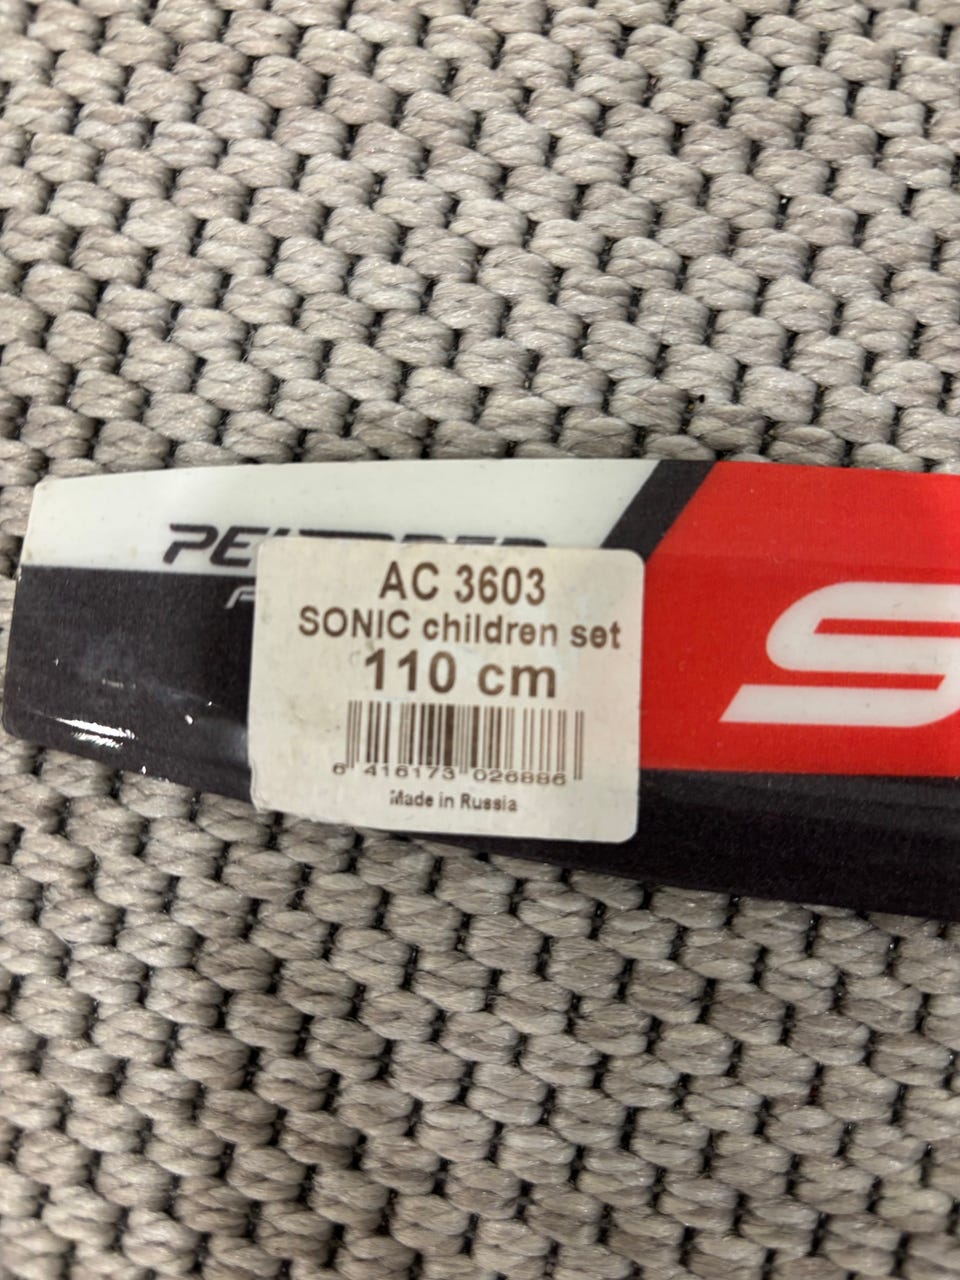 AC 3603
SONIC children set
110 cm
6 416173 026886
Made in Russia
S